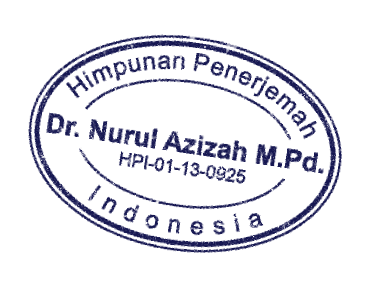 Himpunan Penerjemah
Dr. Nurul Azizah M.Pd.
HPI-01-13-0925
Indonesia